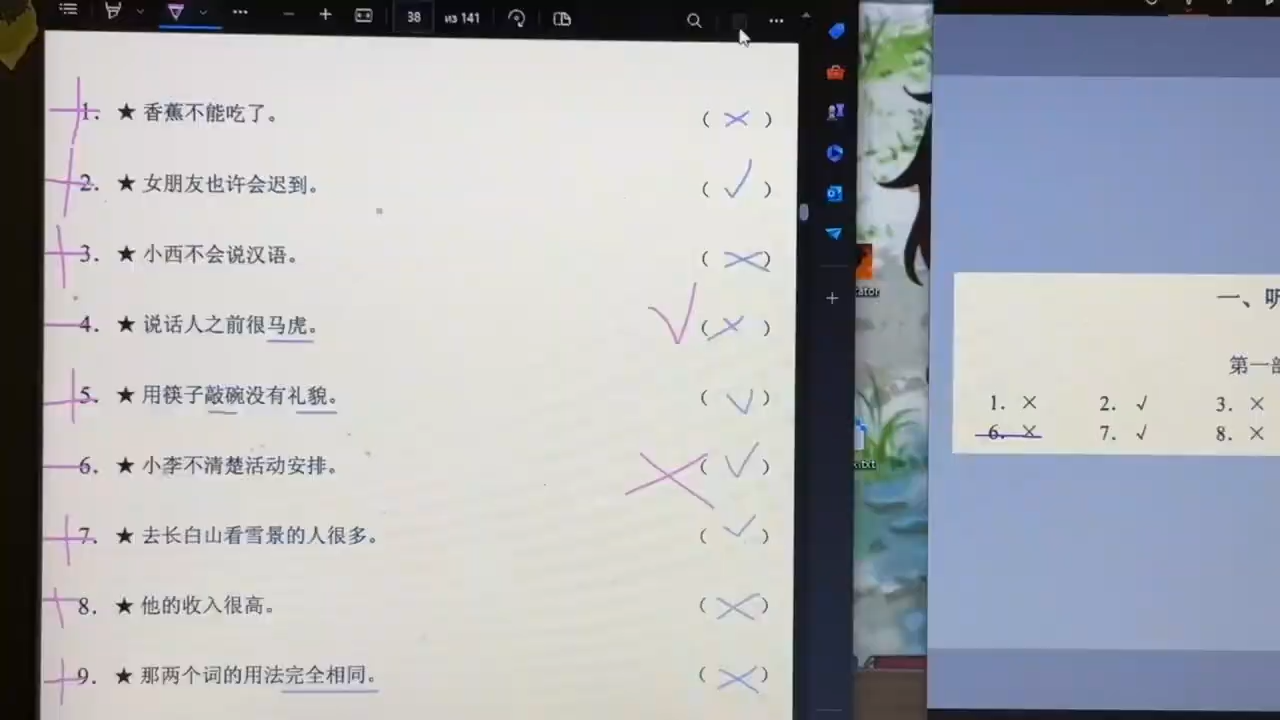 38 из 141
1. ★ 香蕉不能吃了。 ( × )
2. ★ 女朋友也许会迟到。 ( √ )
3. ★ 小西不会说汉语。 ( × )
4. ★ 说话人之前很马虎。 √ ( × )
5. ★ 用筷子敲碗没有礼貌。 ( √ )
6. ★ 小李不清楚活动安排。 × ( √ )
7. ★ 去长白山看雪景的人很多。 ( √ )
8. ★ 他的收入很高。 ( × )
9. ★ 那两个词的用法完全相同。 ( × )
一、听
第一部
1. × 2. √ 3. ×
6. × 7. √ 8. ×